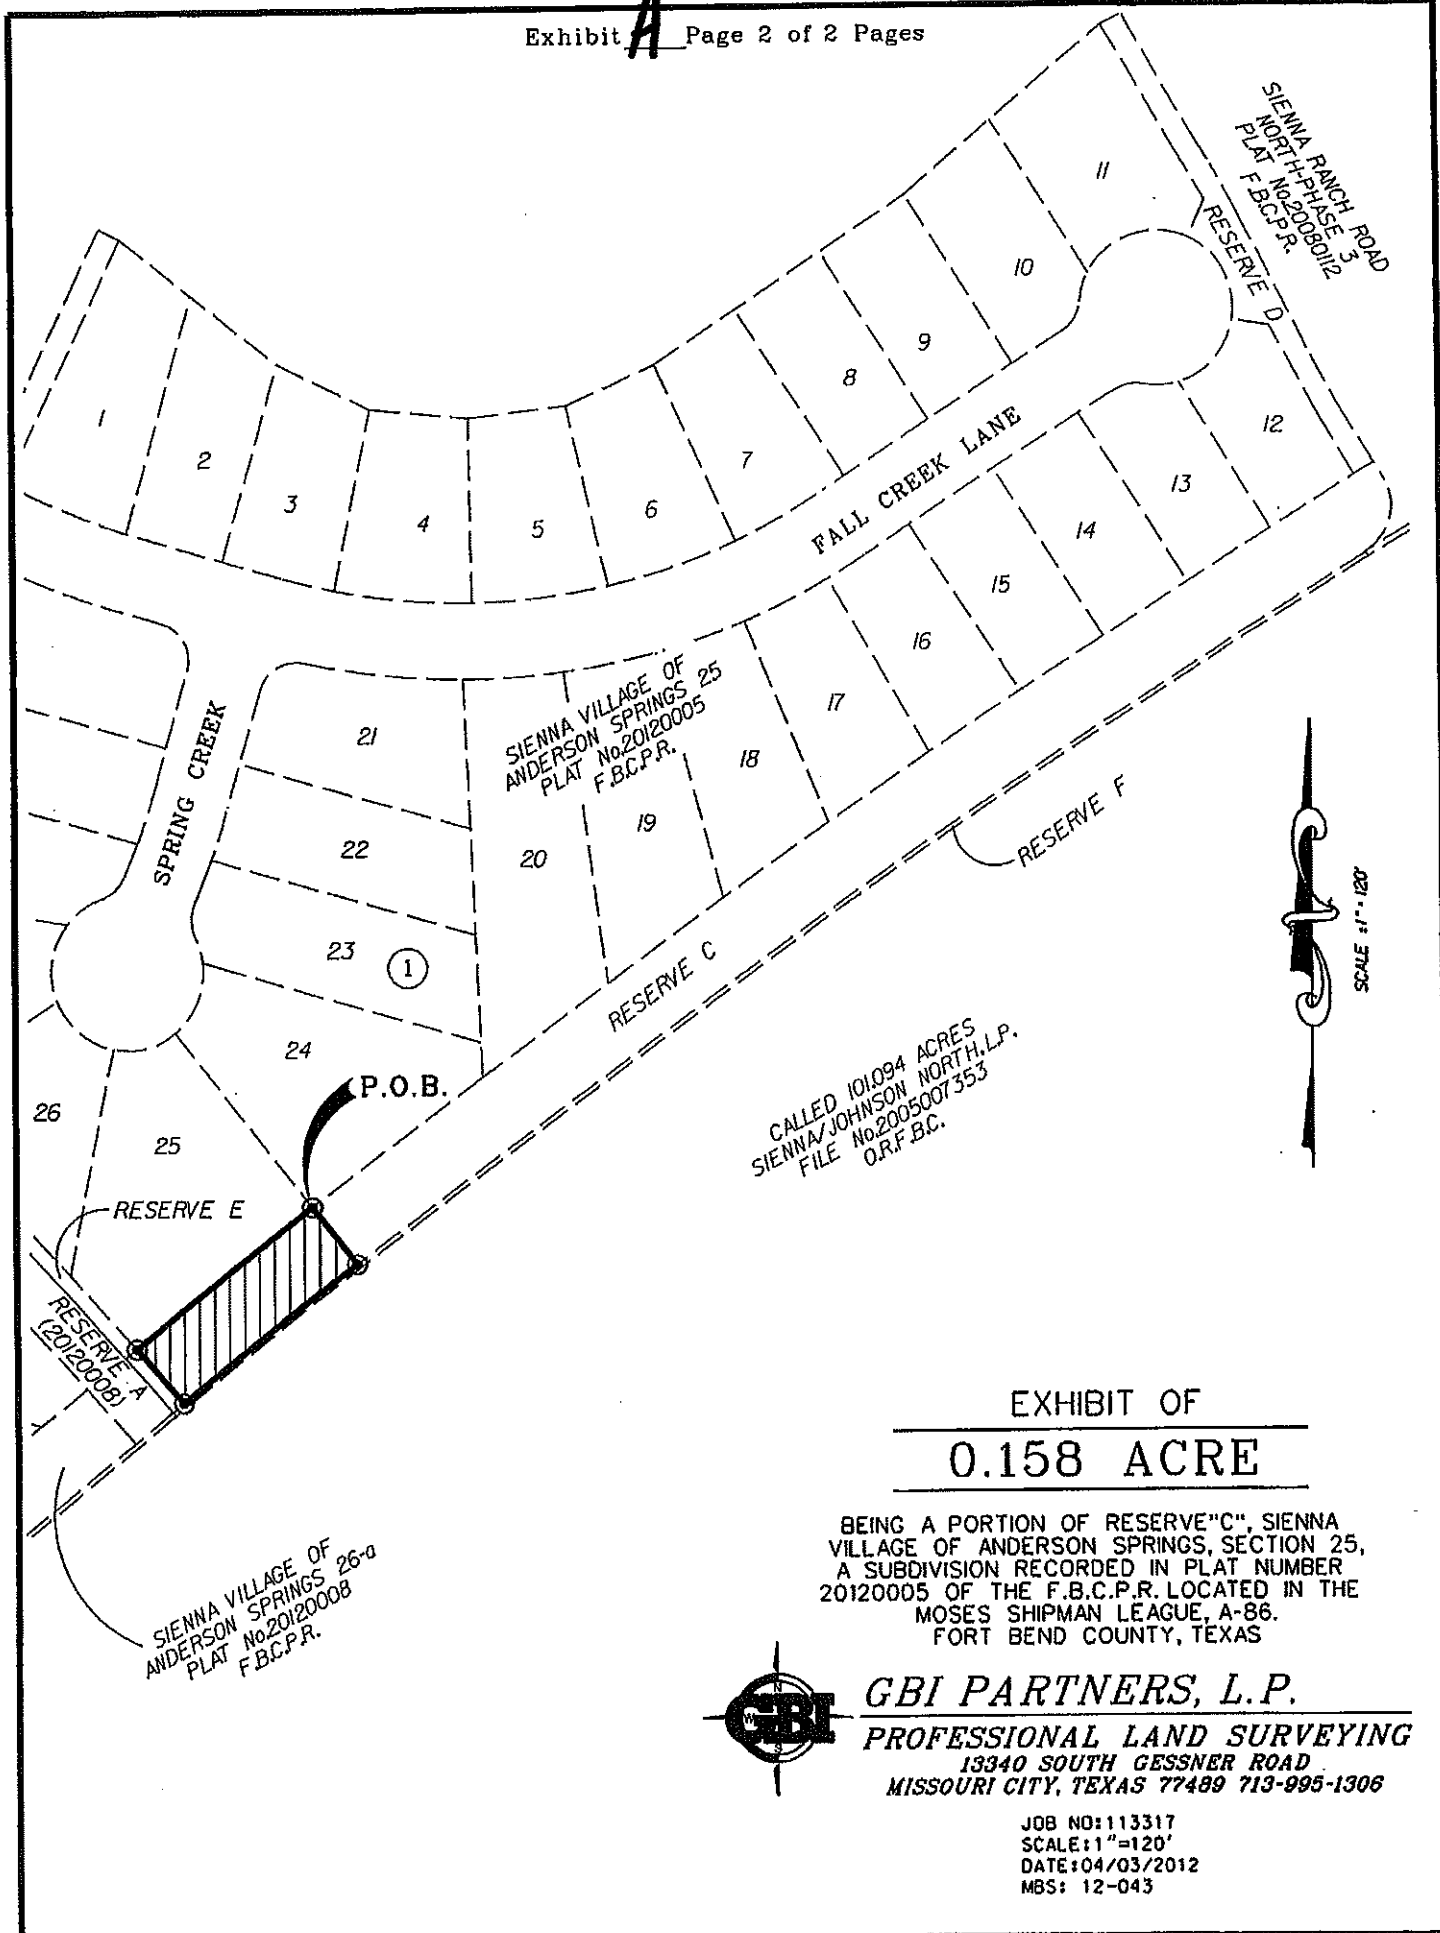 Exhibit A Page 2 of 2 Pages
SIENNA RANCH ROAD
NORTH-PHASE 3
PLAT No.20080112
F.B.C.P.R.
RESERVE D
11
10
9
8
7
6
5
4
3
2
1
12
13
14
15
16
17
18
19
20
21
22
23
1
24
25
26
FALL CREEK LANE
SPRING CREEK
SIENNA VILLAGE OF
ANDERSON SPRINGS 25
PLAT No.20120005
F.B.C.P.R.
RESERVE F
SCALE :1"=120'
RESERVE C
CALLED 101.094 ACRES
SIENNA/JOHNSON NORTH, L.P.
FILE No.2005007353
O.R.F.B.C.
P.O.B.
RESERVE E
RESERVE A
(20120008)
SIENNA VILLAGE OF
ANDERSON SPRINGS 26-a
PLAT No.20120008
F.B.C.P.R.
EXHIBIT OF
0.158 ACRE
BEING A PORTION OF RESERVE"C", SIENNA
VILLAGE OF ANDERSON SPRINGS, SECTION 25,
A SUBDIVISION RECORDED IN PLAT NUMBER
20120005 OF THE F.B.C.P.R. LOCATED IN THE
MOSES SHIPMAN LEAGUE, A-86.
FORT BEND COUNTY, TEXAS
N
W
S
GBI
GBI PARTNERS, L.P.
PROFESSIONAL LAND SURVEYING
13340 SOUTH GESSNER ROAD
MISSOURI CITY, TEXAS 77489 713-995-1306
JOB NO:113317
SCALE:1"=120'
DATE:04/03/2012
MBS: 12-043